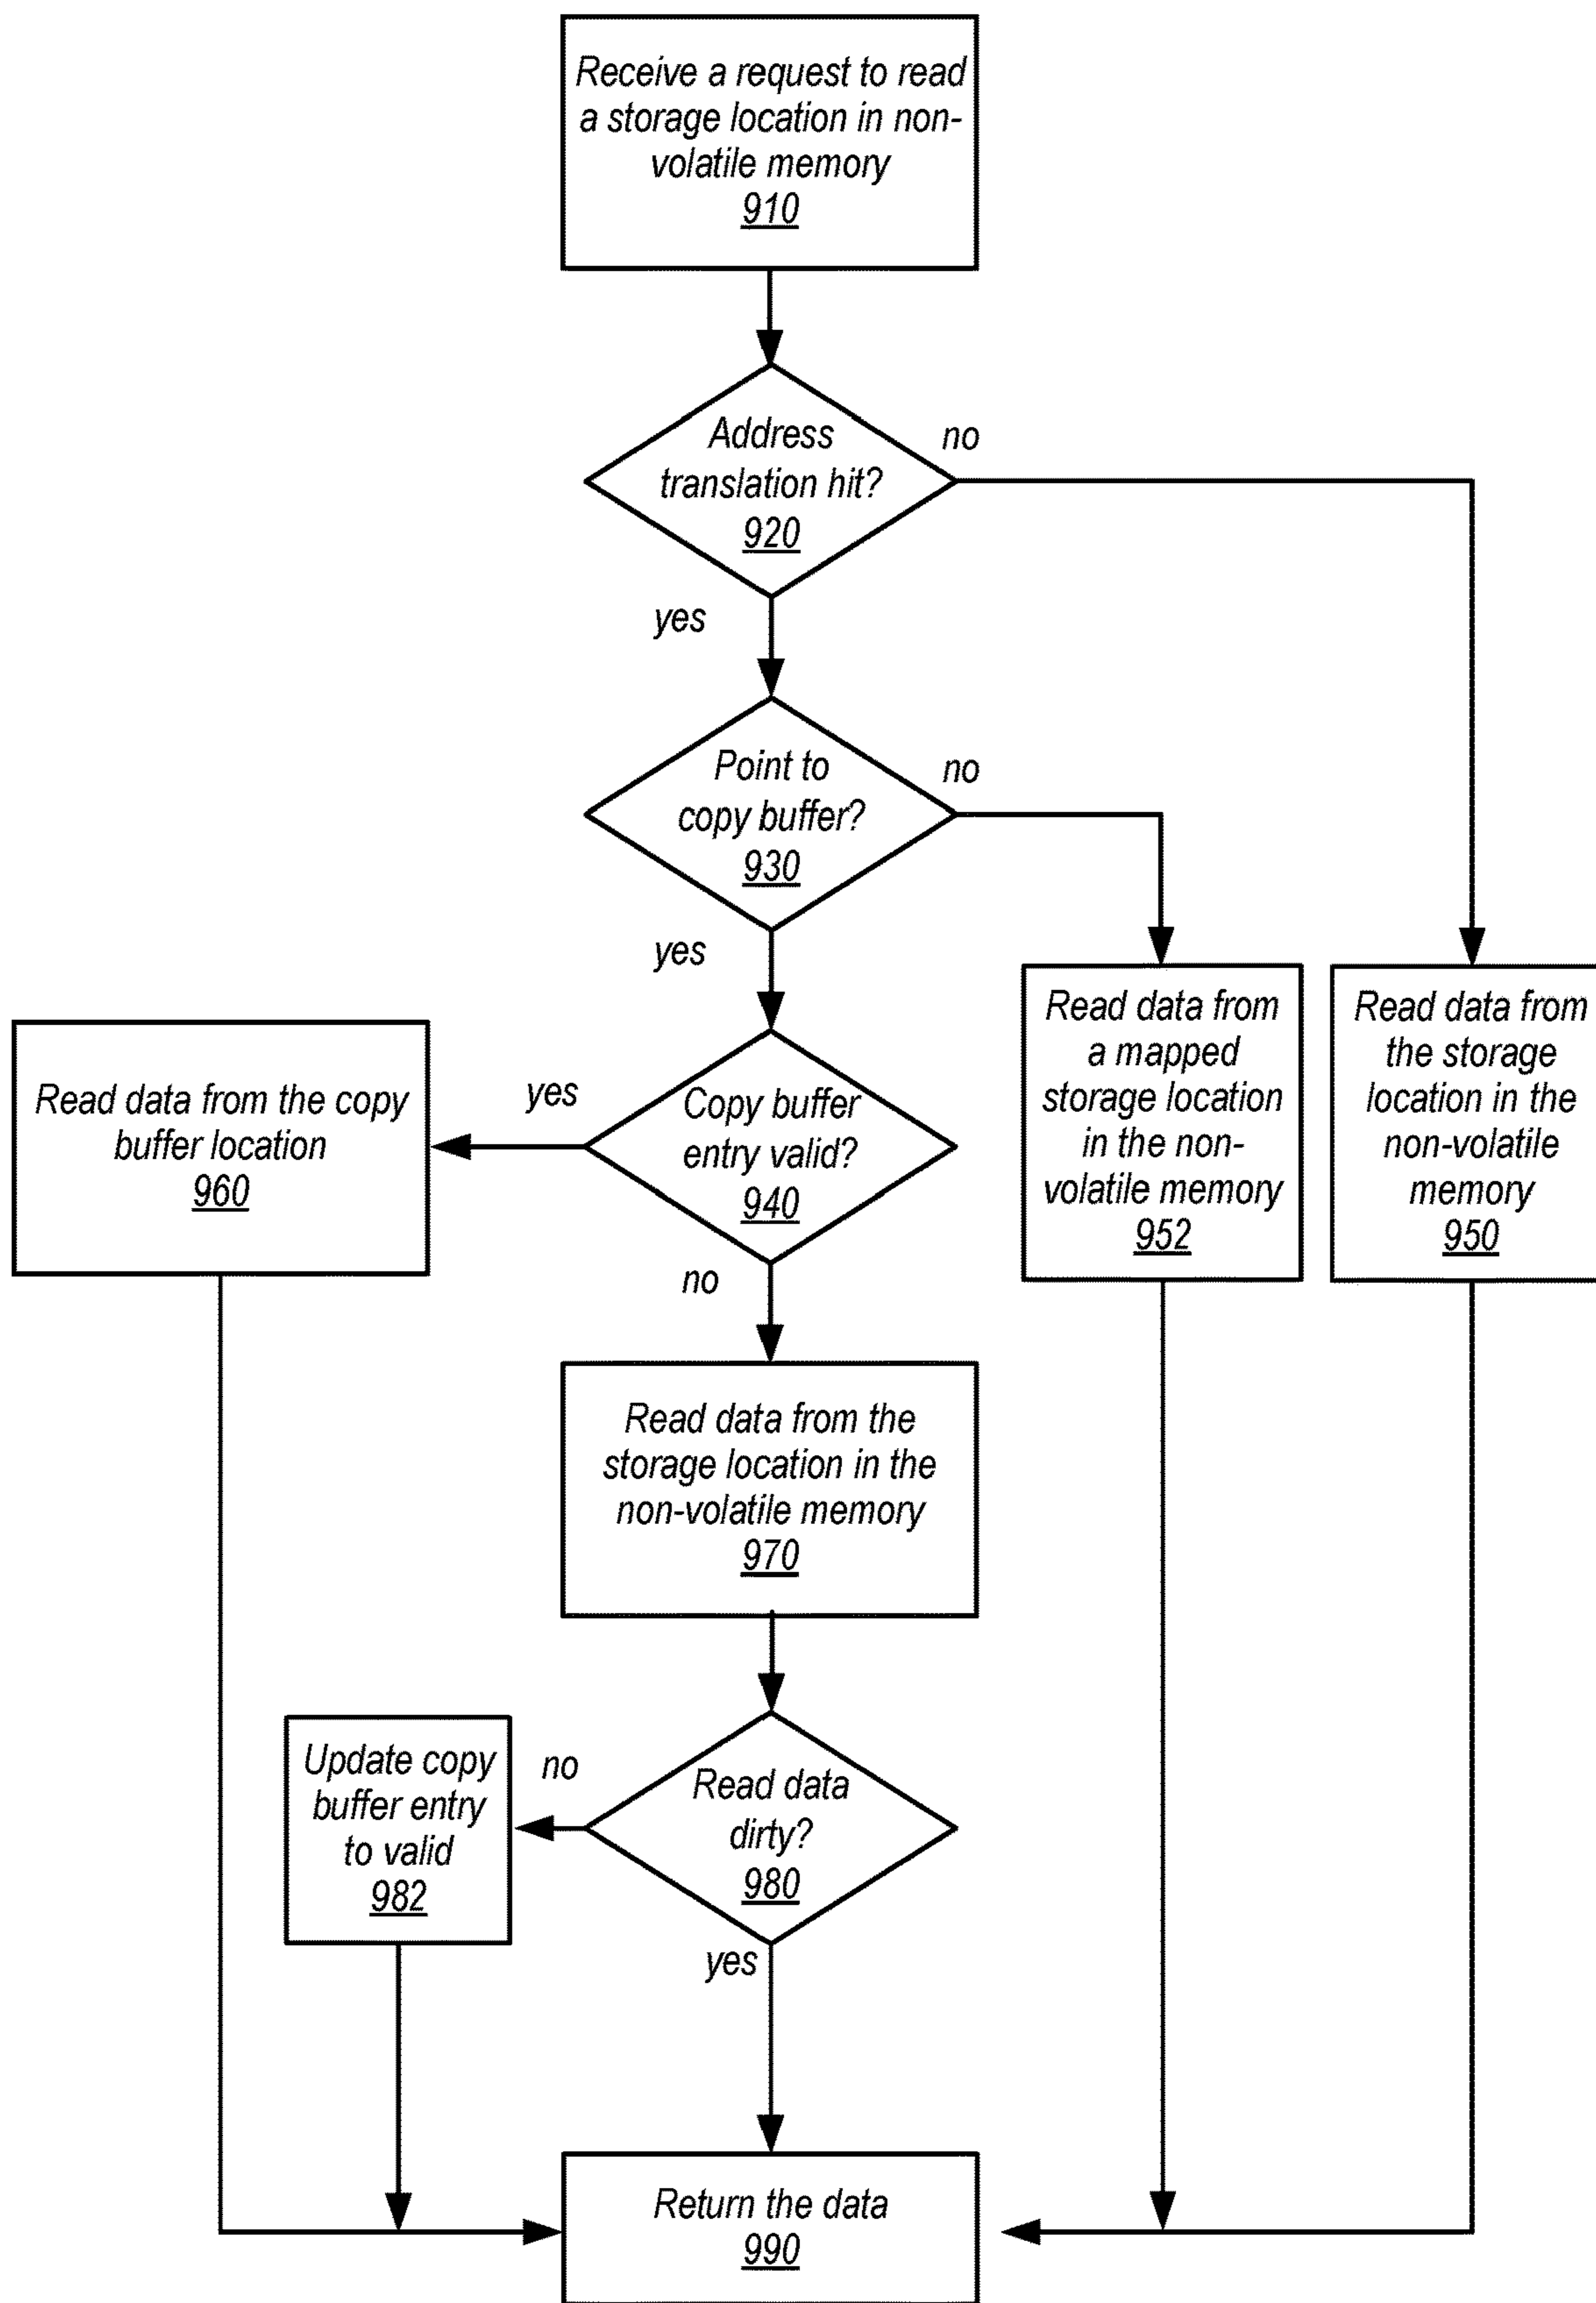 Receive a request to read
a storage location in non-
volatile memory
910
Address
translation hit?
920
no
yes
Point to
copy buffer?
930
no
yes
Read data from
a mapped
storage location
in the non-
volatile memory
952
Read data from
the storage
location in the
non-volatile
memory
950
Read data from the copy
buffer location
960
yes
Copy buffer
entry valid?
940
no
Read data from the
storage location in the
non-volatile memory
970
Update copy
buffer entry
to valid
982
no
Read data
dirty?
980
yes
Return the data
990